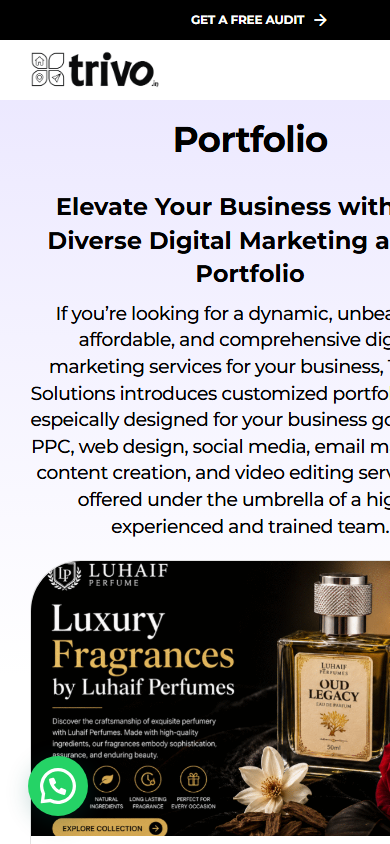 GET A FREE AUDIT
trivo.in
Portfolio
Elevate Your Business with
Diverse Digital Marketing a
Portfolio
If you’re looking for a dynamic, unbea
affordable, and comprehensive dig
marketing services for your business,
Solutions introduces customized portfo
espeically designed for your business go
PPC, web design, social media, email m
content creation, and video editing serv
offered under the umbrella of a hig
experienced and trained team.
LP LUHAIF
PERFUME
Luxury
Fragrances
by Luhaif Perfumes
Discover the craftsmanship of exquisite perfumery
with Luhaif Perfumes. Made with high-quality
ingredients, our fragrances embody sophistication,
assurance, and enduring beauty.
NATURAL INGREDIENTS
LONG LASTING FRAGRANCE
PERFECT FOR EVERY OCCASION
EXPLORE COLLECTION
LUHAIF
PERFUMES
OUD
LEGACY
EAU DE PARFUM
50ml